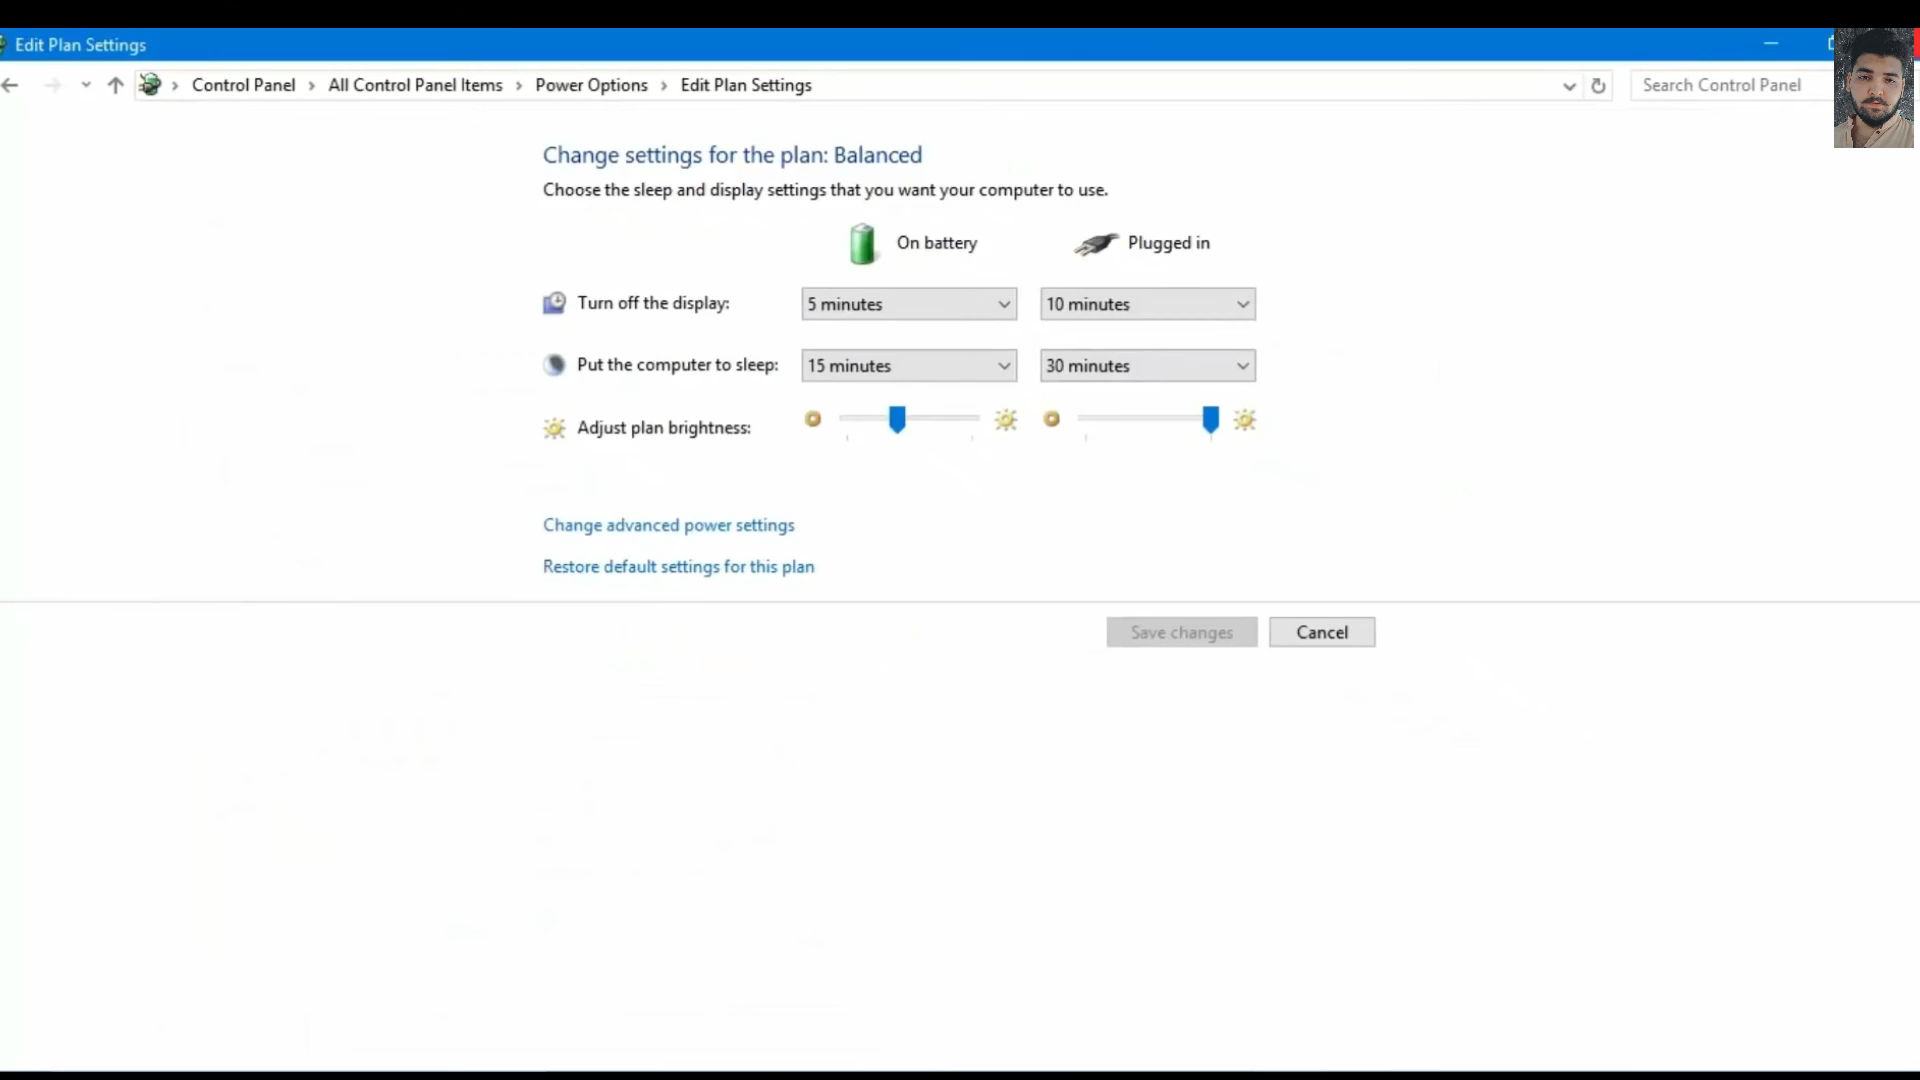 Edit Plan Settings
Control Panel > All Control Panel Items > Power Options > Edit Plan Settings
Search Control Panel
Change settings for the plan: Balanced
Choose the sleep and display settings that you want your computer to use.
On battery Plugged in
Turn off the display: 5 minutes 10 minutes
Put the computer to sleep: 15 minutes 30 minutes
Adjust plan brightness:
Change advanced power settings
Restore default settings for this plan
Save changes Cancel